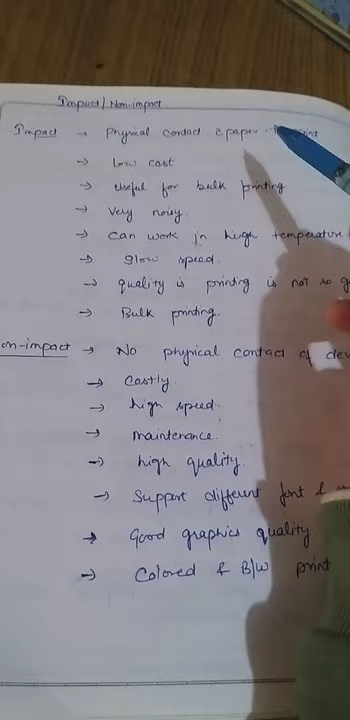 Impact / Non-impact
Impact → Physical contact c̄ paper
→ Low cost
→ Useful for bulk printing
→ Very noisy.
→ Can work in high temperature
→ Slow speed.
→ quality is printing is not so
→ Bulk printing.
on-impact → No physical contact of
→ Costly.
→ high speed.
→ maintenance.
→ high quality.
→ Support different font &
→ Good graphics quality
→ Colored & B/W print